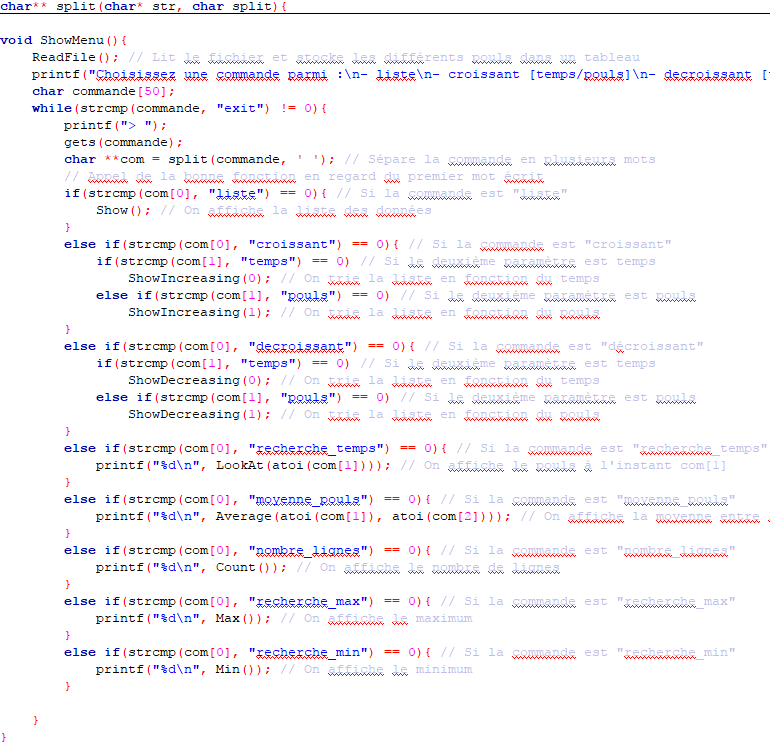 char** split(char* str, char split){
void ShowMenu(){
ReadFile(); // Lit le fichier et stocke les différents pouls dans un tableau
printf("Choisissez une commande parmi :\n- liste\n- croissant [temps/pouls]\n- decroissant [
char commande[50];
while(strcmp(commande, "exit") != 0){
printf("> ");
gets(commande);
char **com = split(commande, ' '); // Sépare la commande en plusieurs mots
// Appel de la bonne fonction en regard du premier mot écrit
if(strcmp(com[0], "liste") == 0){ // Si la commande est "liste"
Show(); // On affiche la liste des données
}
else if(strcmp(com[0], "croissant") == 0){ // Si la commande est "croissant"
if(strcmp(com[1], "temps") == 0) // Si le deuxième paramètre est temps
ShowIncreasing(0); // On trie la liste en fonction du temps
else if(strcmp(com[1], "pouls") == 0) // Si le deuxième paramètre est pouls
ShowIncreasing(1); // On trie la liste en fonction du pouls
}
else if(strcmp(com[0], "decroissant") == 0){ // Si la commande est "décroissant"
if(strcmp(com[1], "temps") == 0) // Si le deuxième paramètre est temps
ShowDecreasing(0); // On trie la liste en fonction du temps
else if(strcmp(com[1], "pouls") == 0) // Si le deuxième paramètre est pouls
ShowDecreasing(1); // On trie la liste en fonction du pouls
}
else if(strcmp(com[0], "recherche_temps") == 0){ // Si la commande est "recherche_temps"
printf("%d\n", LookAt(atoi(com[1]))); // On affiche le pouls à l'instant com[1]
}
else if(strcmp(com[0], "moyenne_pouls") == 0){ // Si la commande est "moyenne_pouls"
printf("%d\n", Average(atoi(com[1]), atoi(com[2]))); // On affiche la moyenne entre
}
else if(strcmp(com[0], "nombre_lignes") == 0){ // Si la commande est "nombre_lignes"
printf("%d\n", Count()); // On affiche le nombre de lignes
}
else if(strcmp(com[0], "recherche_max") == 0){ // Si la commande est "recherche_max"
printf("%d\n", Max()); // On affiche le maximum
}
else if(strcmp(com[0], "recherche_min") == 0){ // Si la commande est "recherche_min"
printf("%d\n", Min()); // On affiche le minimum
}
}
}